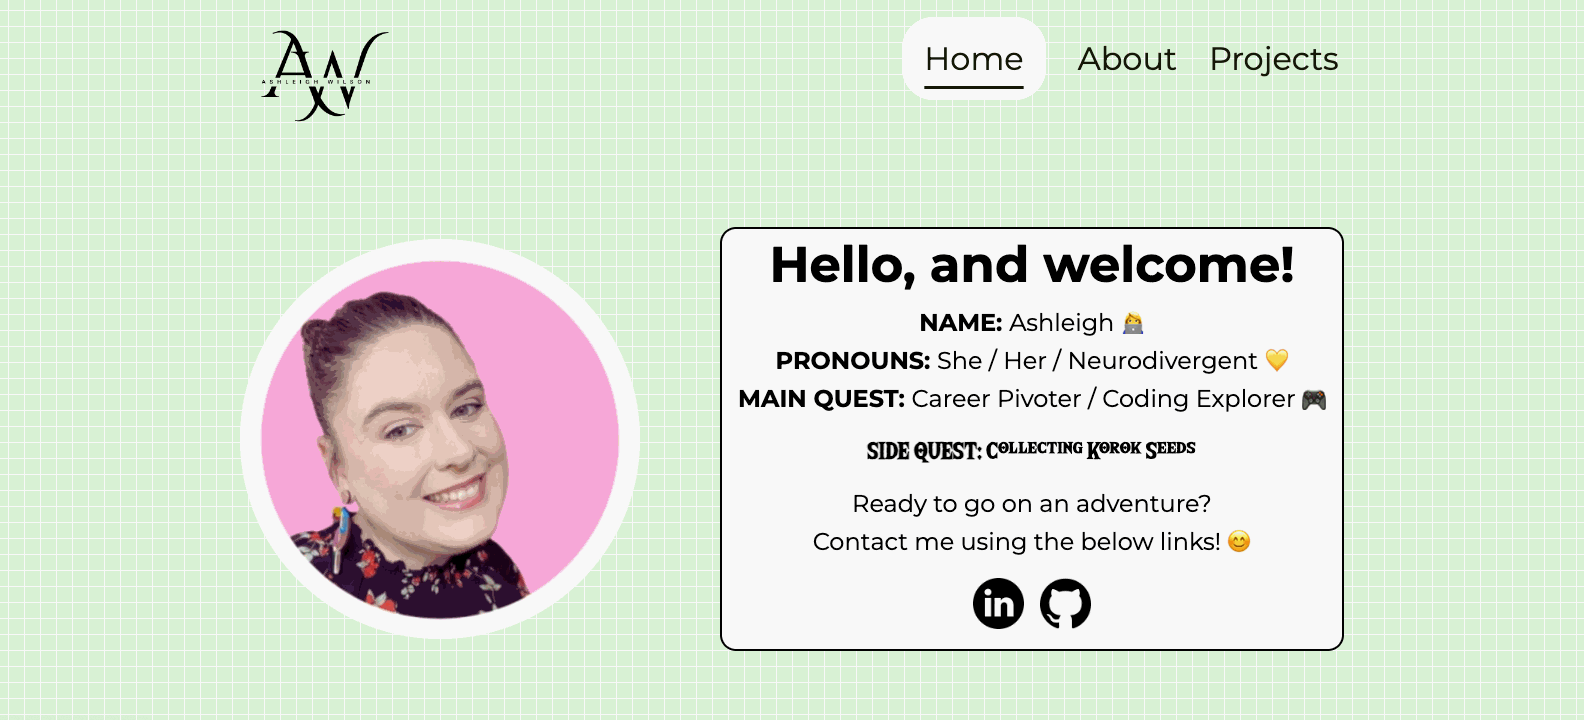 AW
ASHLEIGH WILSON
Home About Projects
Hello, and welcome!
NAME: Ashleigh 👩‍💻
PRONOUNS: She / Her / Neurodivergent 💛
MAIN QUEST: Career Pivoter / Coding Explorer 🎮
SIDE QUEST: Collecting Korok Seeds
Ready to go on an adventure?
Contact me using the below links! 😊
in